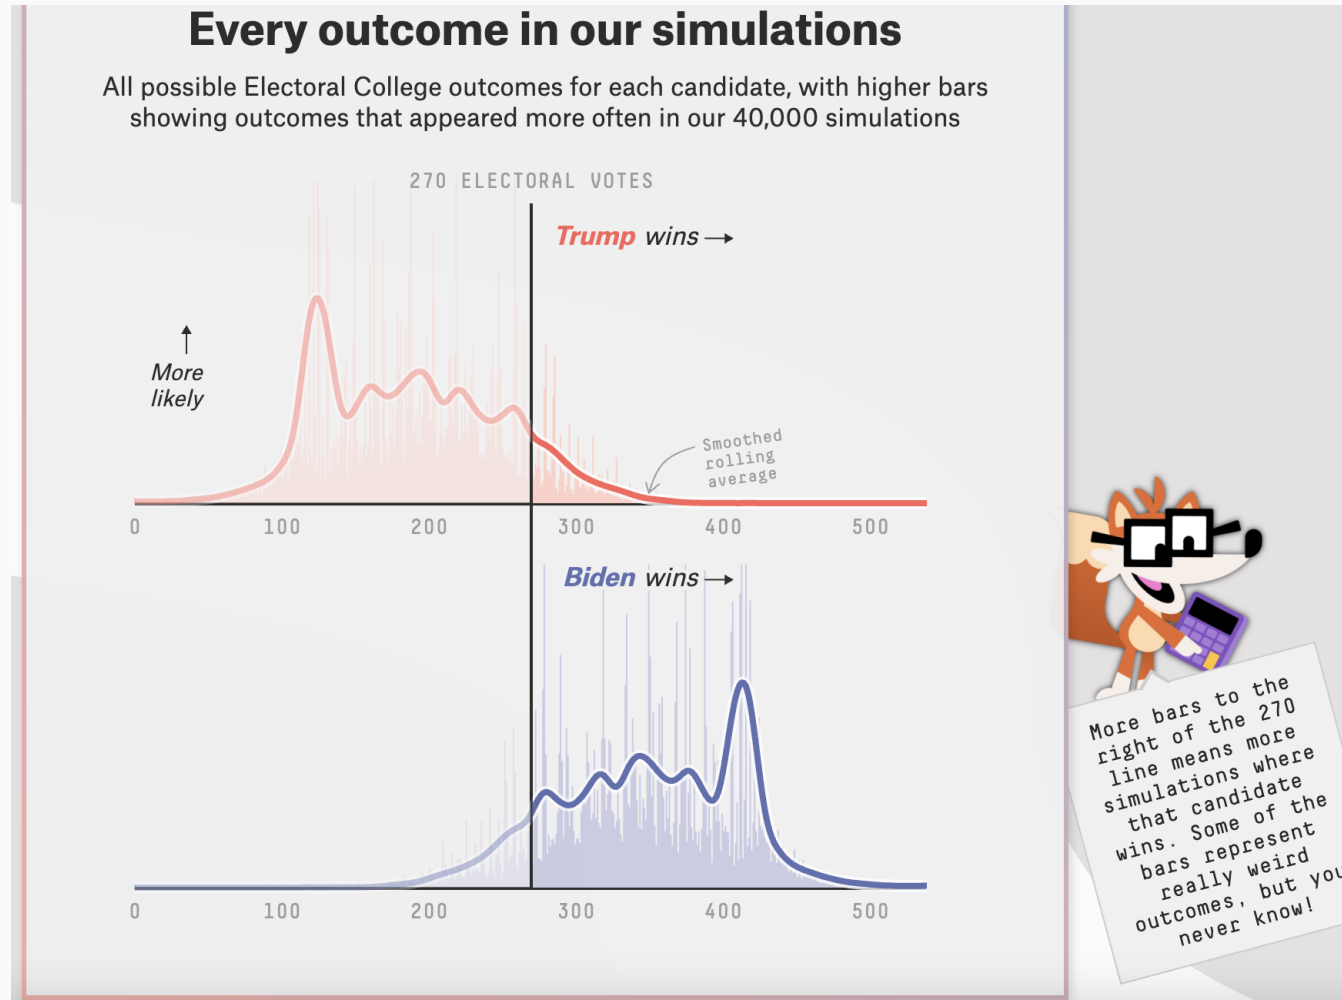 Every outcome in our simulations
All possible Electoral College outcomes for each candidate, with higher bars
showing outcomes that appeared more often in our 40,000 simulations
270 ELECTORAL VOTES
Trump wins →
↑
More
likely
Smoothed
rolling
average
0 100 200 300 400 500
Biden wins →
0 100 200 300 400 500
More bars to the
right of the 270
line means more
simulations where
that candidate
wins. Some of the
bars represent
really weird
outcomes, but you
never know!